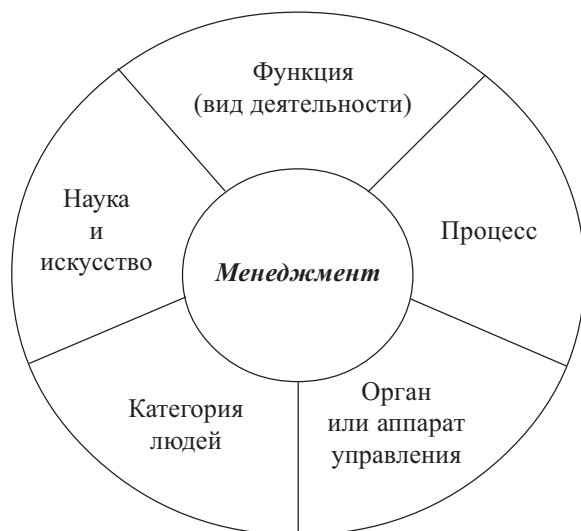 Функция
(вид деятельности)
Процесс
Орган
или аппарат
управления
Категория
людей
Наука
и
искусство
Менеджмент